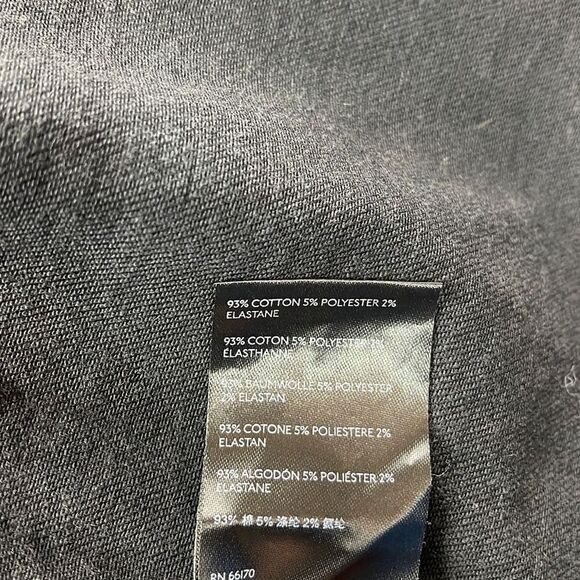 93% COTTON 5% POLYESTER 2%
ELASTANE
93% COTON 5% POLYESTER 2%
ÉLASTHANNE
93% BAUMWOLLE 5% POLYESTER
2% ELASTAN
93% COTONE 5% POLIESTERE 2%
ELASTAN
93% ALGODÓN 5% POLIÉSTER 2%
ELASTANE
93% 棉 5% 涤纶 2% 氨纶
RN 66170